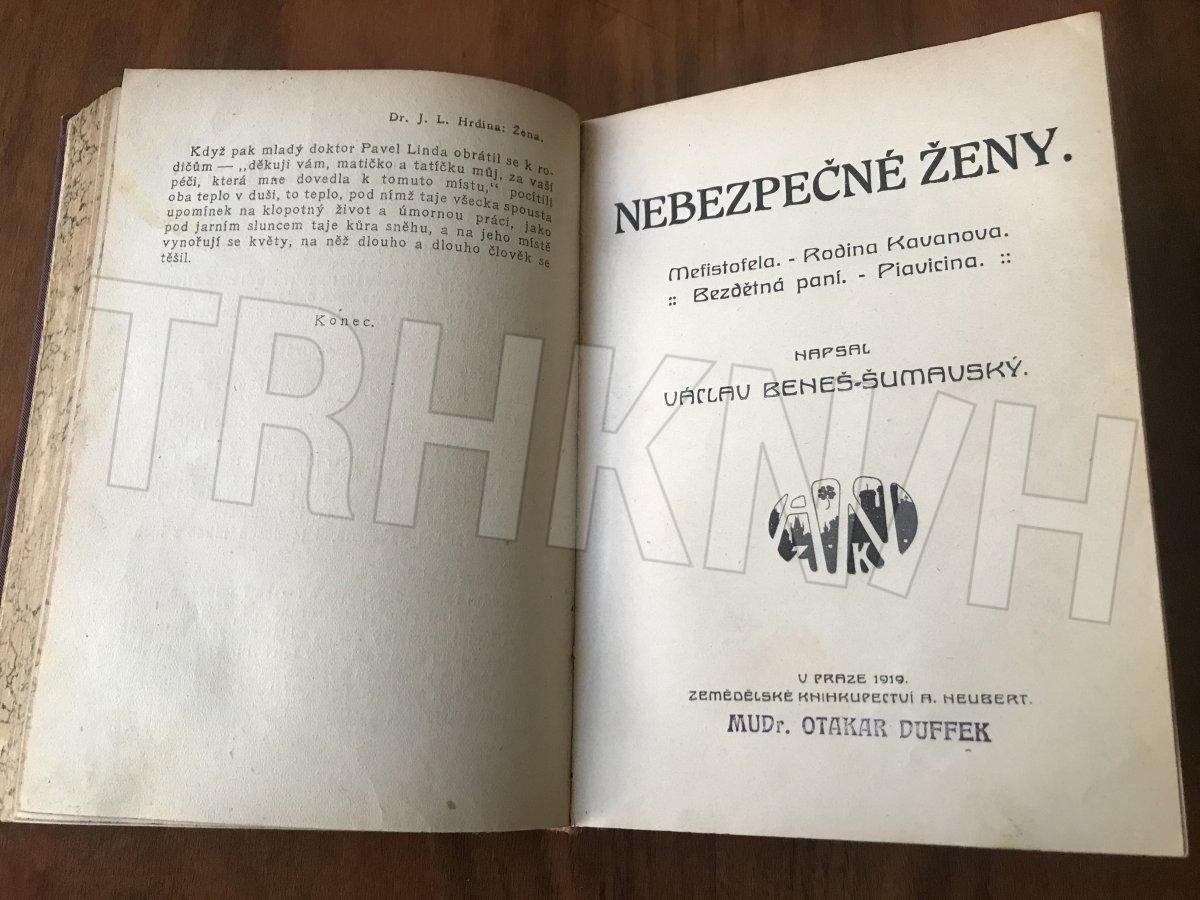 Dr. J. L. Hrdina: Žena.
Když pak mladý doktor Pavel Linda obrátil se k ro-
dičům — „děkuji vám, matičko a tatíčku můj, za vaši
péči, která mne dovedla k tomuto místu,“ pocítili
oba teplo v duši, to teplo, pod nímž taje všecka spousta
upomínek na klopotný život a úmornou práci, jako
pod jarním sluncem taje kůra sněhu, a na jeho místě
vynořují se květy, na něž dlouho a dlouho člověk se
těšil.
Konec.
NEBEZPEČNÉ ŽENY.
Mefistofela. - Rodina Kavanova.
:: Bezdětná paní. - Piavicina. ::
NAPSAL
VÁCLAV BENEŠ-ŠUMAVSKÝ.
ZANK
V PRAZE 1919.
ZEMĚDĚLSKÉ KNIHKUPECTVÍ A. NEUBERT.
MUDr. OTAKAR DUFFEK
TRHKNIH